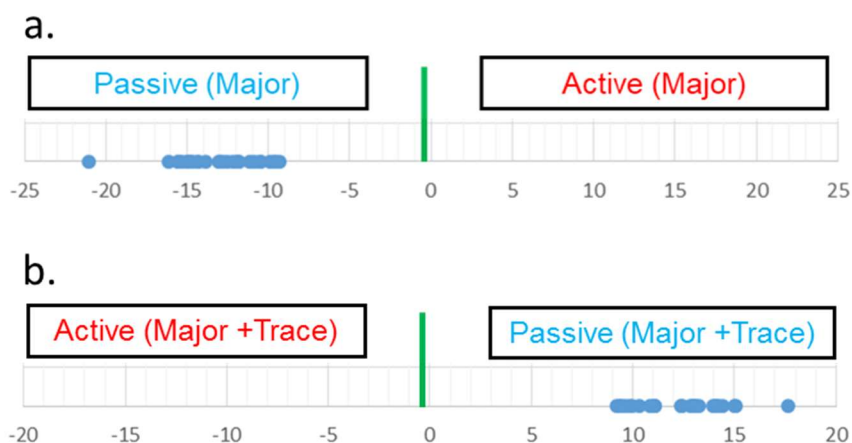 a.
Passive (Major) Active (Major)
-25 -20 -15 -10 -5 0 5 10 15 20 25
b.
Active (Major +Trace) Passive (Major +Trace)
-20 -15 -10 -5 0 5 10 15 20